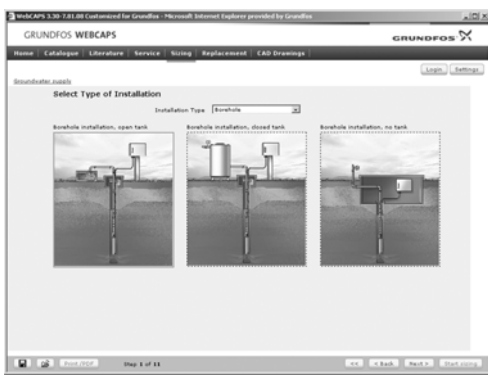 WebCAPS 3.30-7.01.08 Customized for Grundfos - Microsoft Internet Explorer provided by Grundfos
GRUNDFOS WEBCAPS
GRUNDFOS
Home Catalogue Literature Service Sizing Replacement CAD Drawings
Login Settings
Groundwater supply
Select Type of Installation
Installation Type Borehole
Borehole installation, open tank Borehole installation, closed tank Borehole installation, no tank
Print/PDF Step 1 of 11 << < Back Next > Start sizing